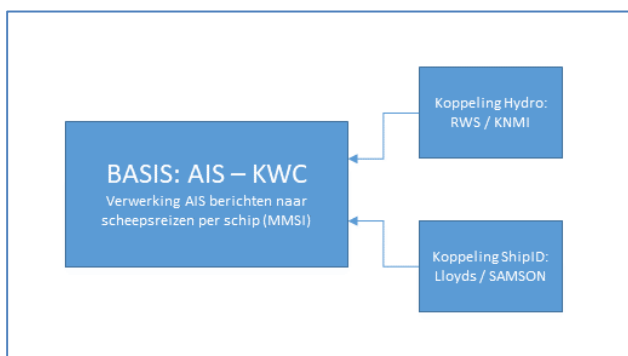 BASIS: AIS – KWC
Verwerking AIS berichten naar
scheepsreizen per schip (MMSI)
Koppeling Hydro:
RWS / KNMI
Koppeling ShipID:
Lloyds / SAMSON